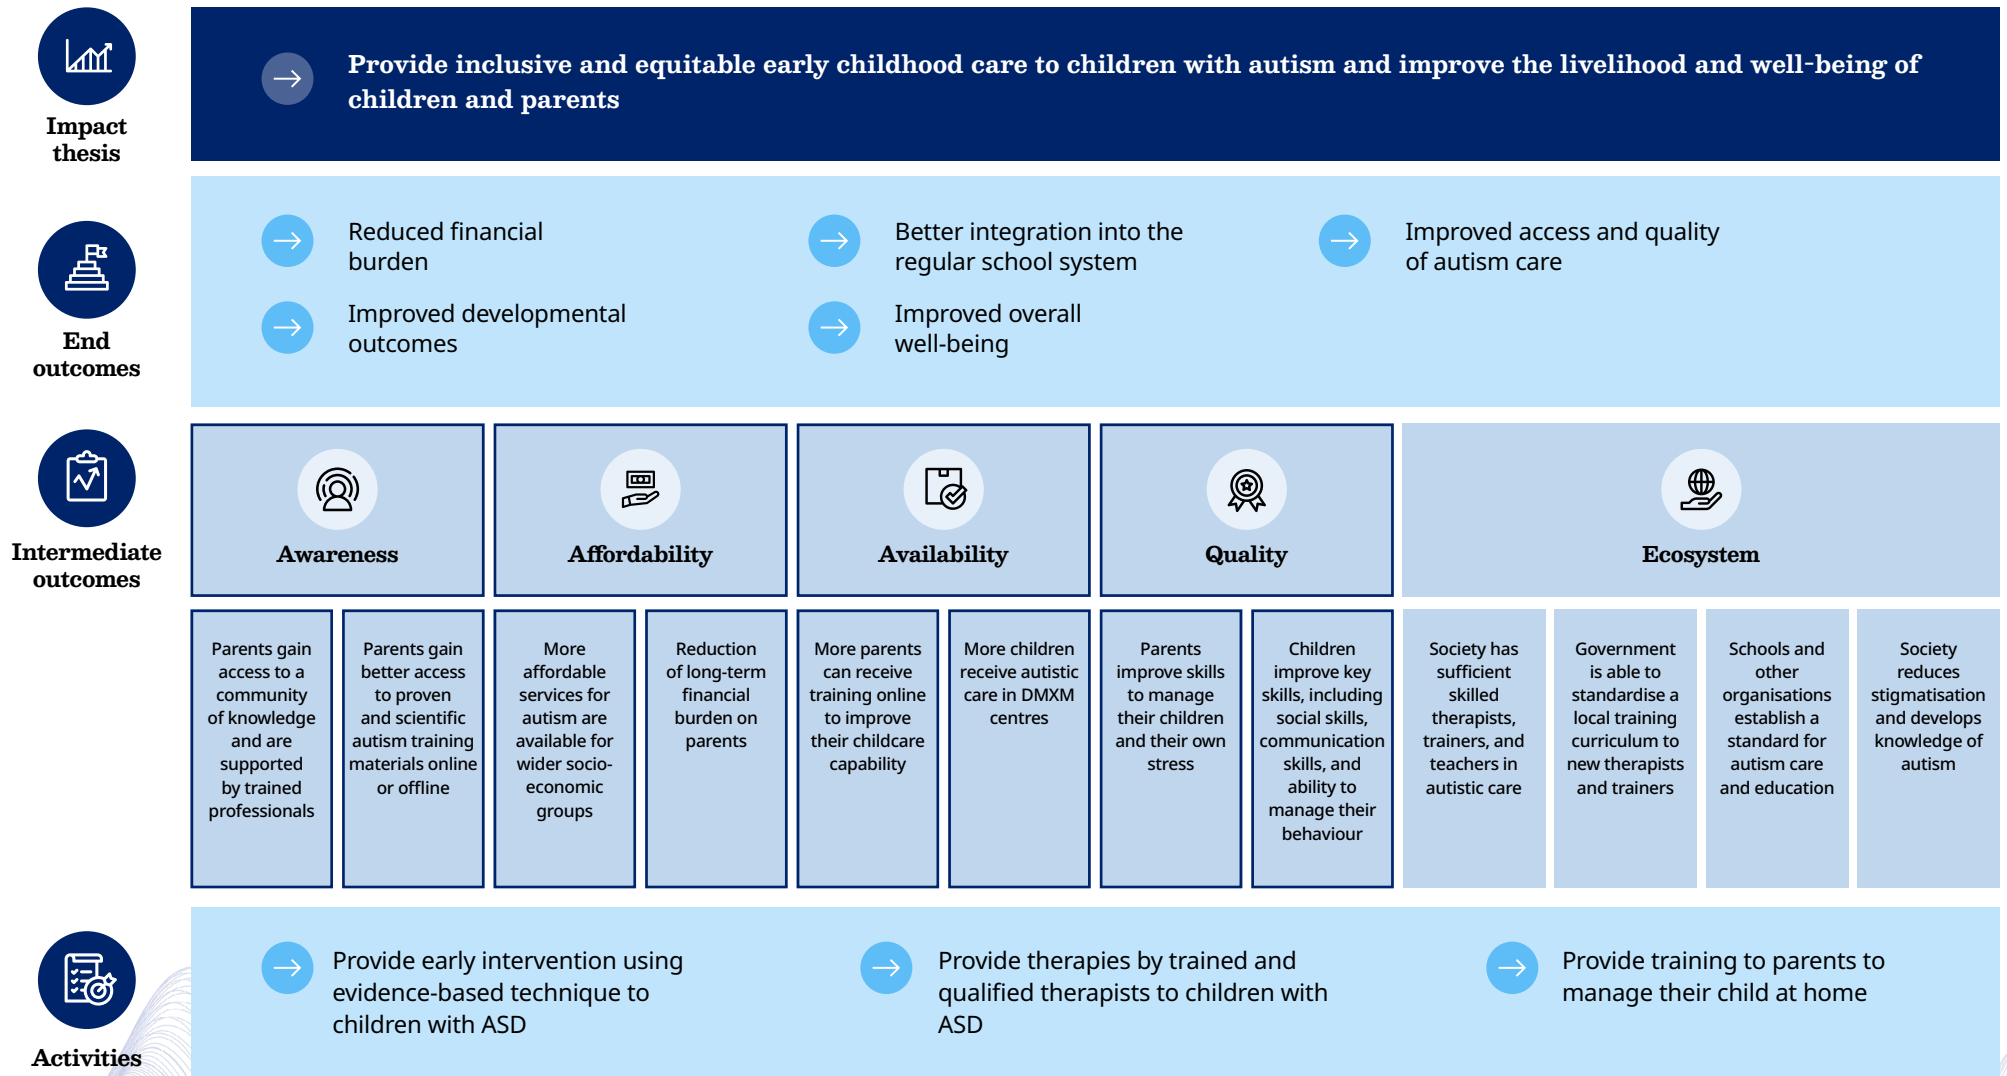 Impact
thesis
Provide inclusive and equitable early childhood care to children with autism and improve the livelihood and well-being of
children and parents
End
outcomes
Reduced financial
burden
Better integration into the
regular school system
Improved access and quality
of autism care
Improved developmental
outcomes
Improved overall
well-being
Intermediate
outcomes
Awareness
Affordability
Availability
Quality
Ecosystem
Parents gain
access to a
community
of knowledge
and are
supported
by trained
professionals
Parents gain
better access
to proven
and scientific
autism training
materials online
or offline
More
affordable
services for
autism are
available for
wider socio-
economic
groups
Reduction
of long-term
financial
burden on
parents
More parents
can receive
training online
to improve
their childcare
capability
More children
receive autistic
care in DMXM
centres
Parents
improve skills
to manage
their children
and their own
stress
Children
improve key
skills, including
social skills,
communication
skills, and
ability to
manage their
behaviour
Society has
sufficient
skilled
therapists,
trainers, and
teachers in
autistic care
Government
is able to
standardise a
local training
curriculum to
new therapists
and trainers
Schools and
other
organisations
establish a
standard for
autism care
and education
Society
reduces
stigmatisation
and develops
knowledge of
autism
Activities
Provide early intervention using
evidence-based technique to
children with ASD
Provide therapies by trained and
qualified therapists to children with
ASD
Provide training to parents to
manage their child at home